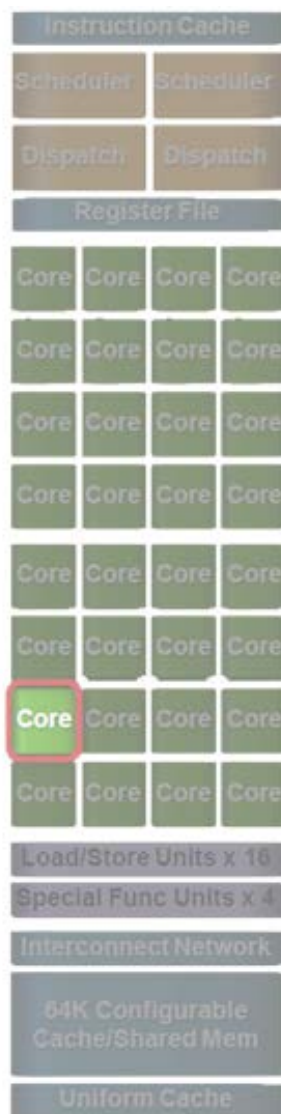 Instruction Cache
Scheduler Scheduler
Dispatch Dispatch
Register File
Core Core Core Core
Core Core Core Core
Core Core Core Core
Core Core Core Core
Core Core Core Core
Core Core Core Core
Core Core Core Core
Core Core Core Core
Load/Store Units x 16
Special Func Units x 4
Interconnect Network
64K Configurable
Cache/Shared Mem
Uniform Cache